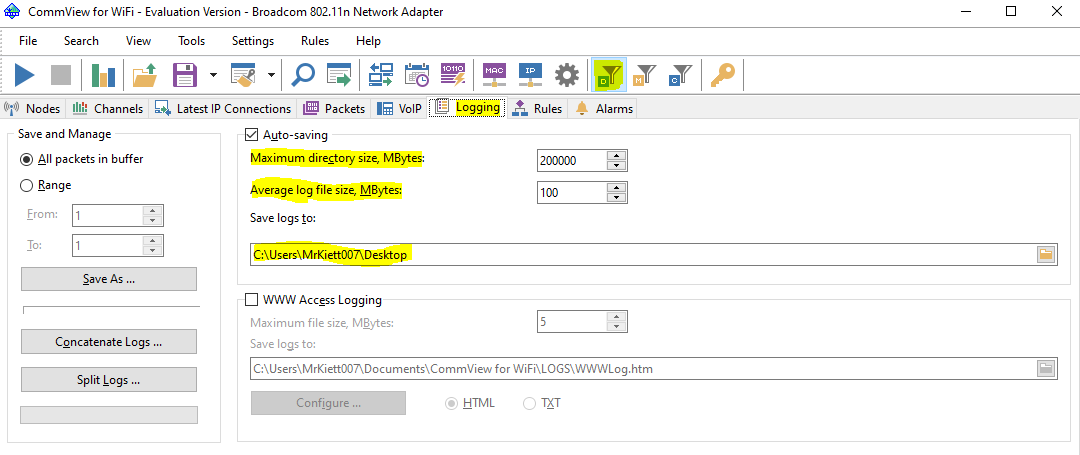 CommView for WiFi - Evaluation Version - Broadcom 802.11n Network Adapter
File Search View Tools Settings Rules Help
10110 MAC IP D M C
Nodes Channels Latest IP Connections Packets VoIP Logging Rules Alarms
Save and Manage
All packets in buffer
Range
From: 1
To: 1
Save As ...
Concatenate Logs ...
Split Logs ...
Auto-saving
Maximum directory size, MBytes: 200000
Average log file size, MBytes: 100
Save logs to:
C:\Users\MrKiett007\Desktop
WWW Access Logging
Maximum file size, MBytes: 5
Save logs to:
C:\Users\MrKiett007\Documents\CommView for WiFi\LOGS\WWWLog.htm
Configure ... HTML TXT